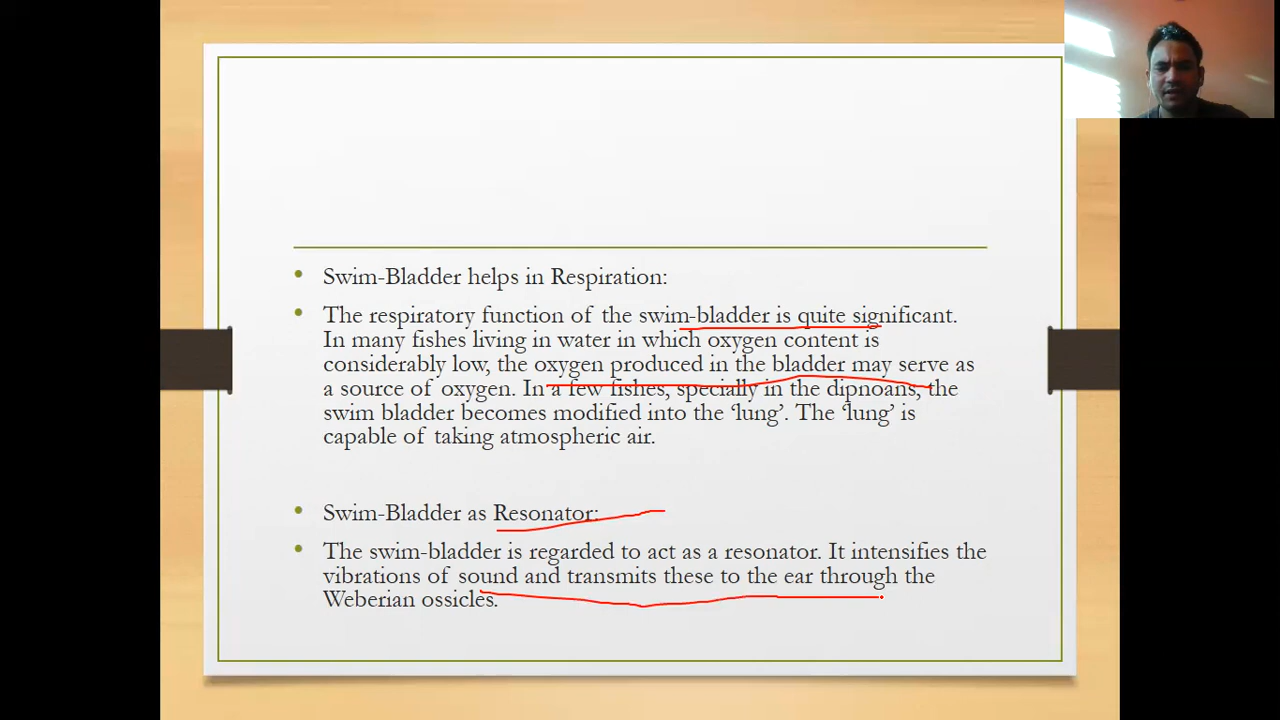 Swim-Bladder helps in Respiration:
The respiratory function of the swim-bladder is quite significant.
In many fishes living in water in which oxygen content is
considerably low, the oxygen produced in the bladder may serve as
a source of oxygen. In a few fishes, specially in the dipnoans, the
swim bladder becomes modified into the ‘lung’. The ‘lung’ is
capable of taking atmospheric air.
Swim-Bladder as Resonator:
The swim-bladder is regarded to act as a resonator. It intensifies the
vibrations of sound and transmits these to the ear through the
Weberian ossicles.